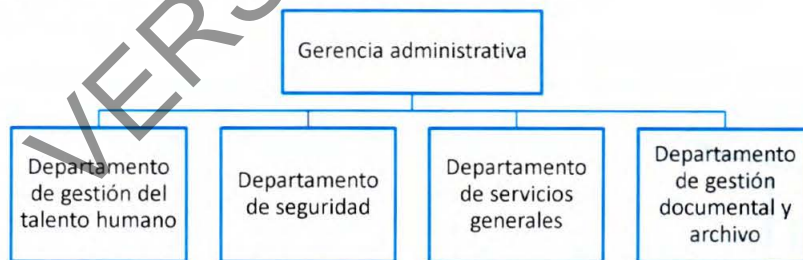 VERS
Gerencia administrativa
Departamento
de gestión del
talento humano
Departamento
de seguridad
Departamento
de servicios
generales
Departamento
de gestión
documental y
archivo